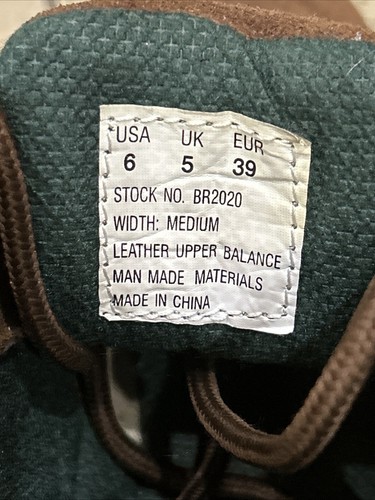 USA UK EUR
6 5 39
STOCK NO. BR2020
WIDTH: MEDIUM
LEATHER UPPER BALANCE
MAN MADE MATERIALS
MADE IN CHINA